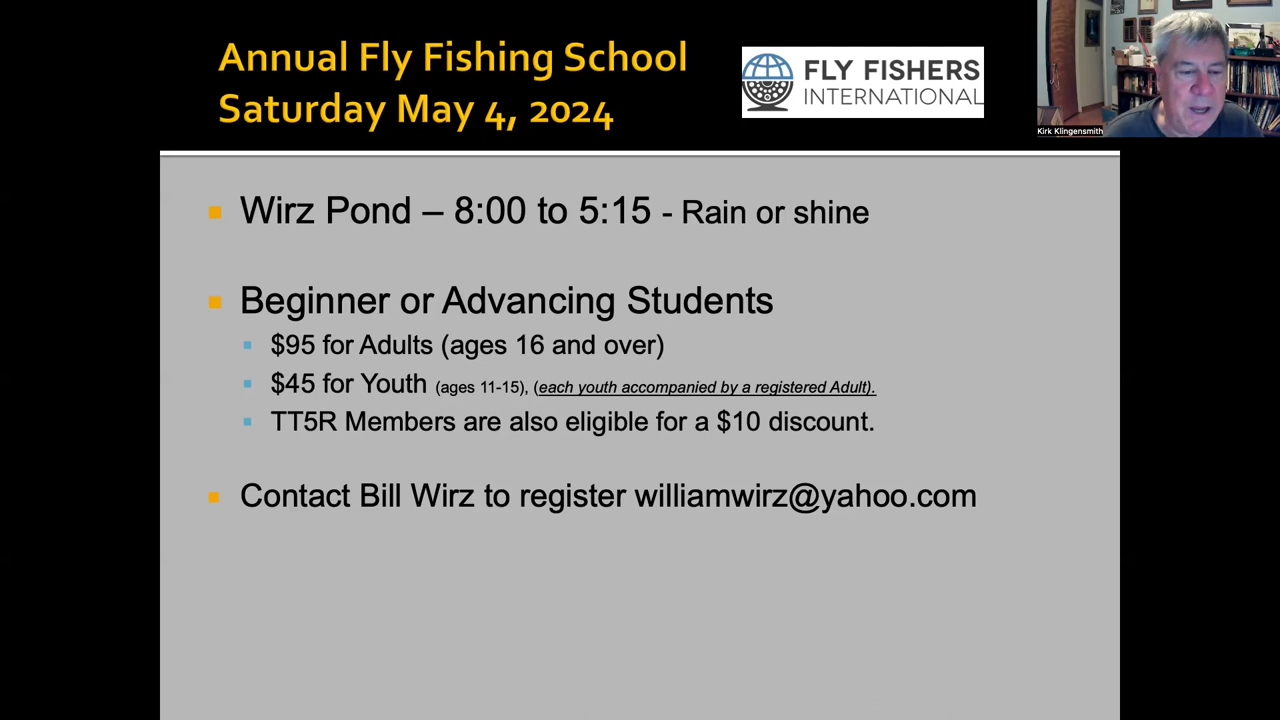 Annual Fly Fishing School
Saturday May 4, 2024
FLY FISHERS
INTERNATIONAL
Kirk Klingensmith
Wirz Pond – 8:00 to 5:15 - Rain or shine
Beginner or Advancing Students
$95 for Adults (ages 16 and over)
$45 for Youth (ages 11-15), (each youth accompanied by a registered Adult).
TT5R Members are also eligible for a $10 discount.
Contact Bill Wirz to register williamwirz@yahoo.com